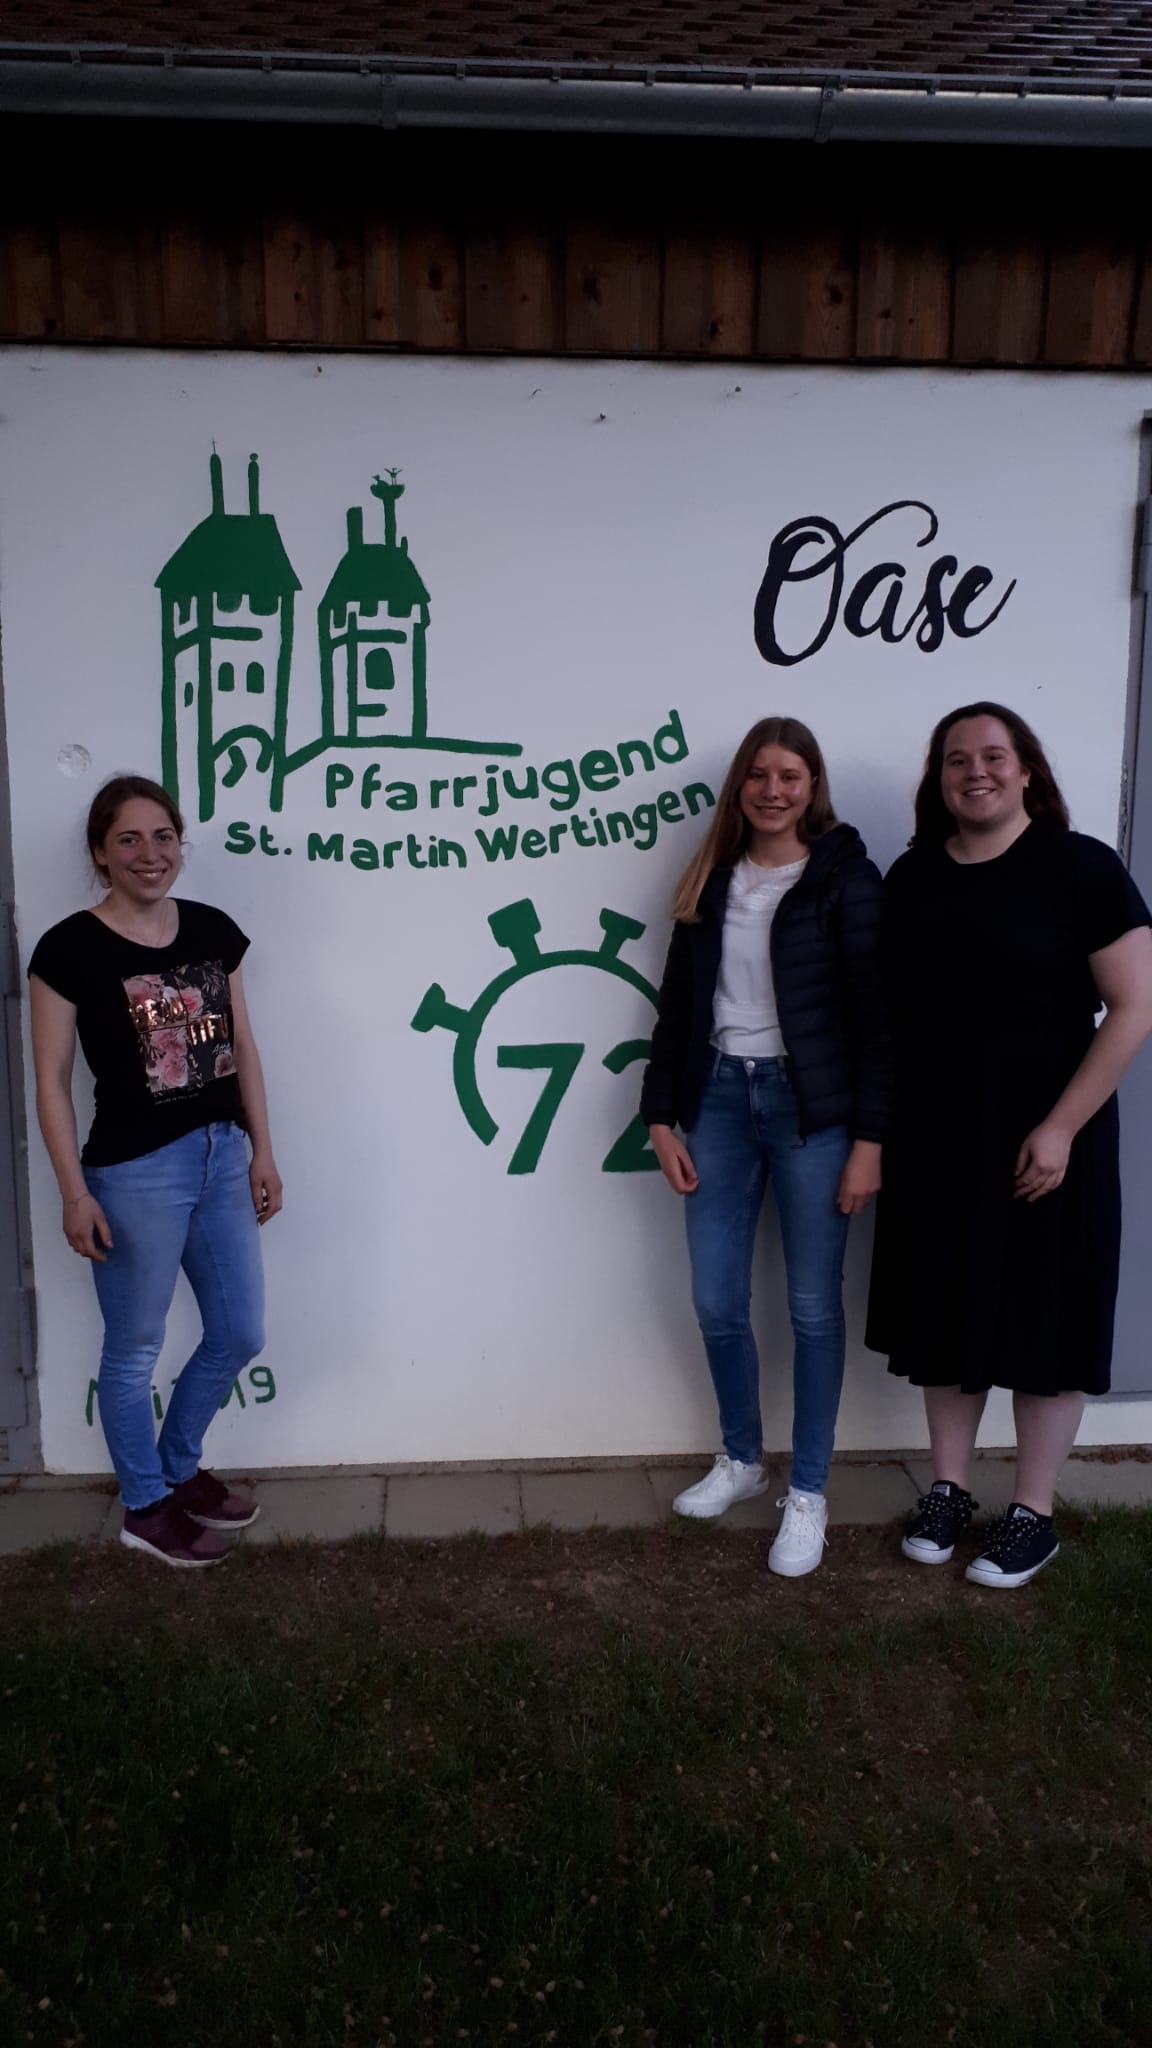 Oase
Pfarrjugend
St. Martin Wertingen
72